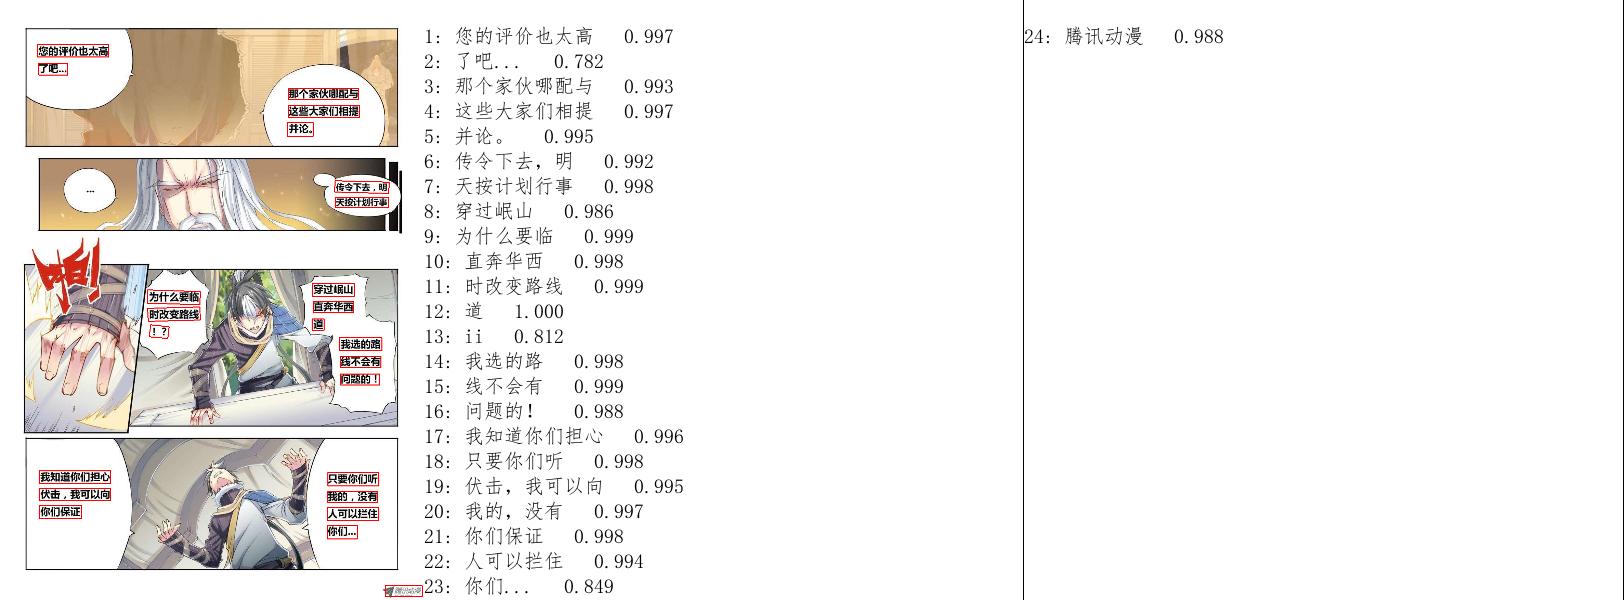 您的评价也太高
了吧...
那个家伙哪配与
这些大家们相提
并论。
...
传令下去，明
天按计划行事
咱！
为什么要临
时改变路线
！？
穿过岷山
直奔华西
道
我选的路
线不会有
问题的！
我知道你们担心
伏击，我可以向
你们保证
只要你们听
我的，没有
人可以拦住
你们...
腾讯动漫
1: 您的评价也太高 0.997
2: 了吧... 0.782
3: 那个家伙哪配与 0.993
4: 这些大家们相提 0.997
5: 并论。 0.995
6: 传令下去，明 0.992
7: 天按计划行事 0.998
8: 穿过岷山 0.986
9: 为什么要临 0.999
10: 直奔华西 0.998
11: 时改变路线 0.999
12: 道 1.000
13: ii 0.812
14: 我选的路 0.998
15: 线不会有 0.999
16: 问题的! 0.988
17: 我知道你们担心 0.996
18: 只要你们听 0.998
19: 伏击，我可以向 0.995
20: 我的，没有 0.997
21: 你们保证 0.998
22: 人可以拦住 0.994
23: 你们... 0.849
24: 腾讯动漫 0.988